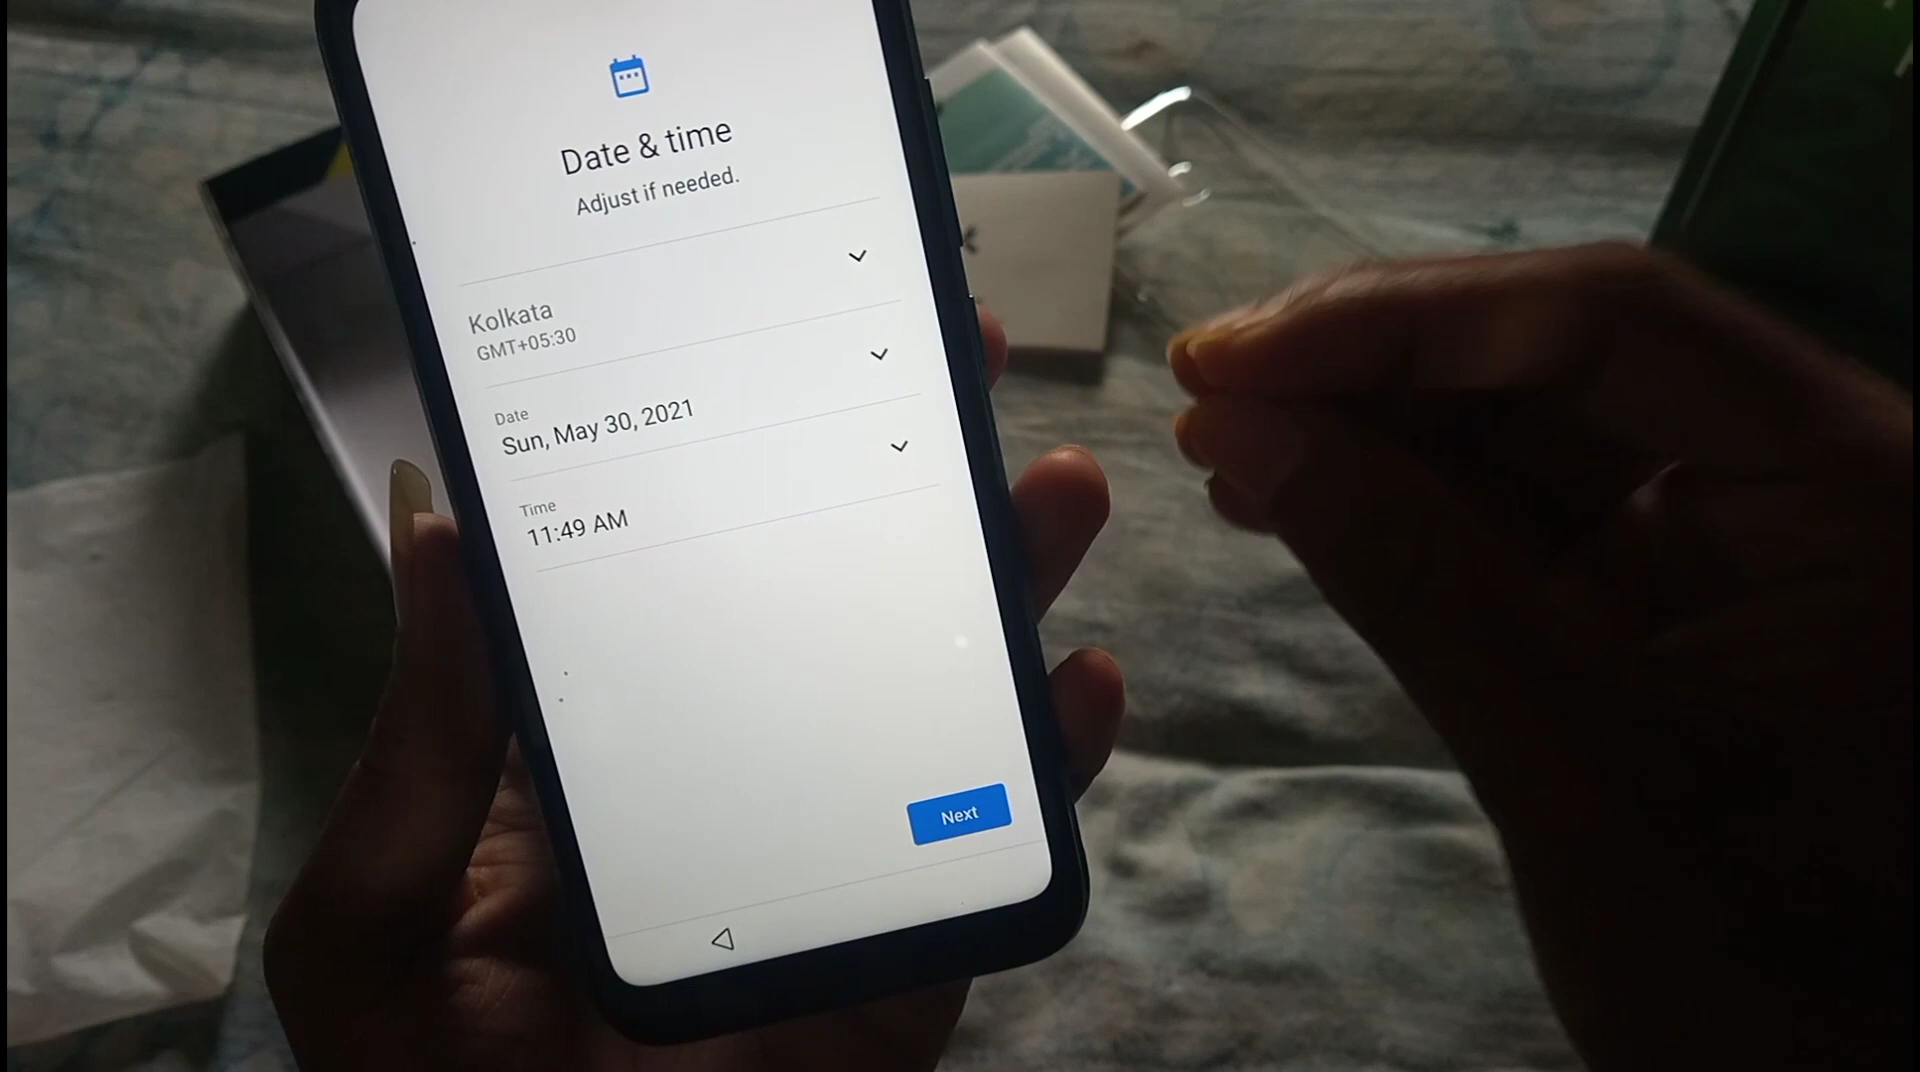 Date & time
Adjust if needed.
Kolkata
GMT+05:30
Date
Sun, May 30, 2021
Time
11:49 AM
Next